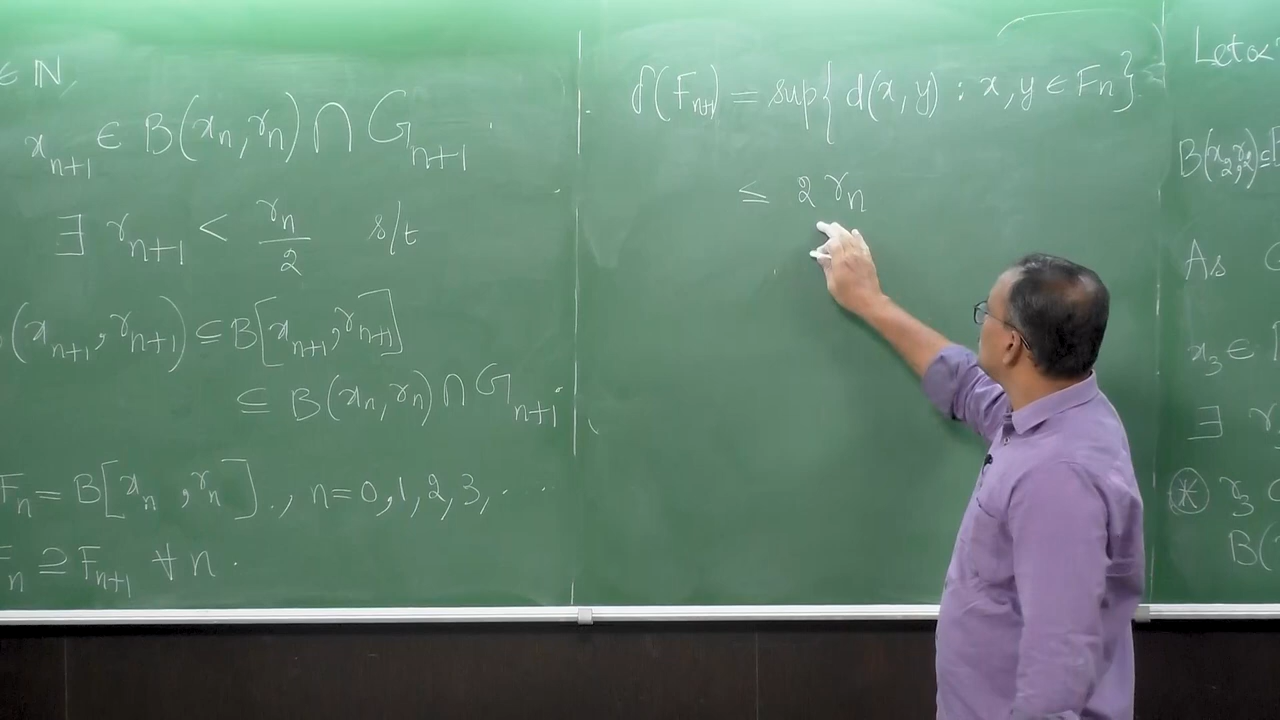 ∈ ℕ,
x_{n+1} ∈ B(x_n, r_n) ∩ G_{n+1}
∃ r_{n+1} < r_n/2 s/t
(x_{n+1}, r_{n+1}) ⊆ B[x_{n+1}, r_{n+1}]
⊆ B(x_n, r_n) ∩ G_{n+1}
F_n = B[x_n, r_n]., n=0,1,2,3,....
F_n ⊇ F_{n+1} ∀ n.
δ(F_{n+1}) = sup{ d(x,y) : x,y ∈ F_n }
≤ 2 r_n
Let
B(x_2, r_2) ⊆
As G
x_3 ∈
∃ r
⊛ r_3
B(